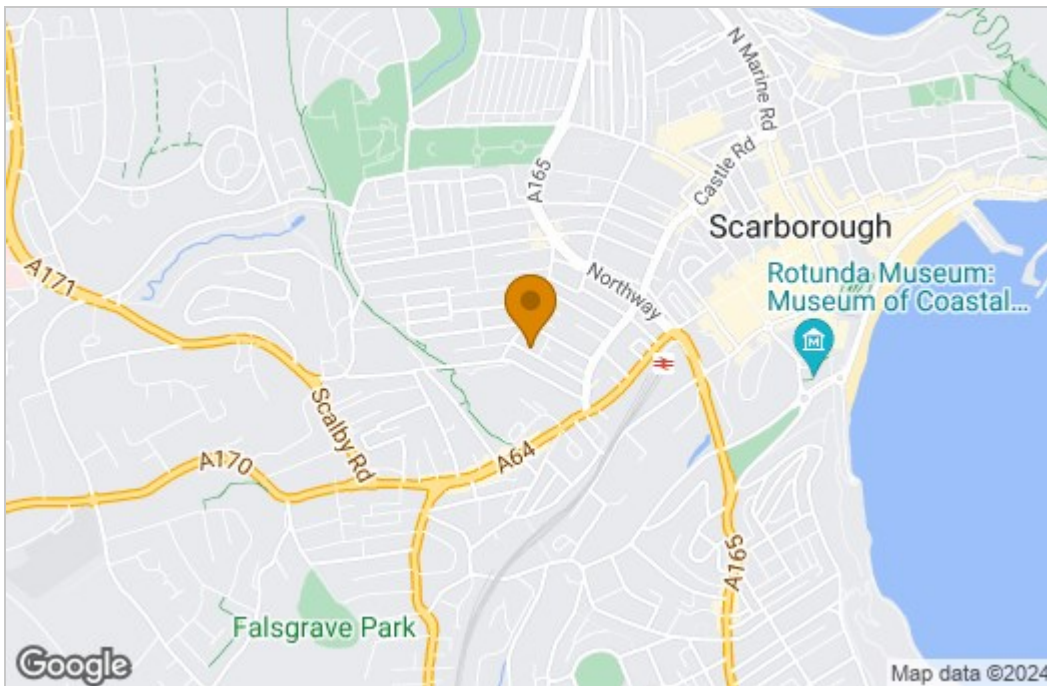 N Marine Rd
Castle Rd
A165
Scarborough
Rotunda Museum:
Museum of Coastal...
Northway
A171
Scalby Rd
A64
A170
A165
Falsgrave Park
Google
Map data ©2024